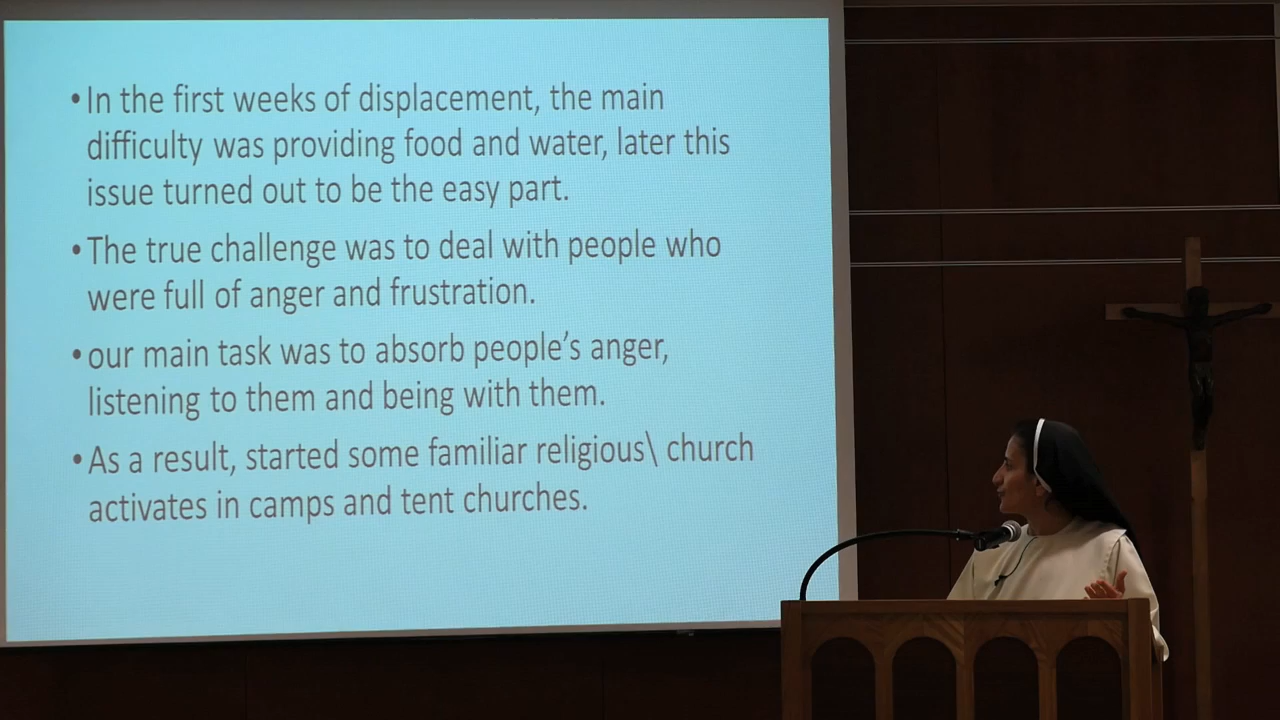 •In the first weeks of displacement, the main
difficulty was providing food and water, later this
issue turned out to be the easy part.
•The true challenge was to deal with people who
were full of anger and frustration.
•our main task was to absorb people's anger,
listening to them and being with them.
•As a result, started some familiar religious\ church
activates in camps and tent churches.